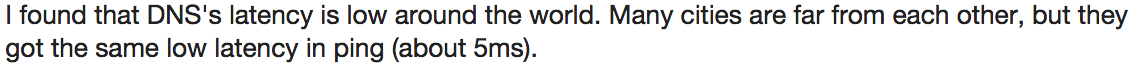 I found that DNS's latency is low around the world. Many cities are far from each other, but they
got the same low latency in ping (about 5ms).